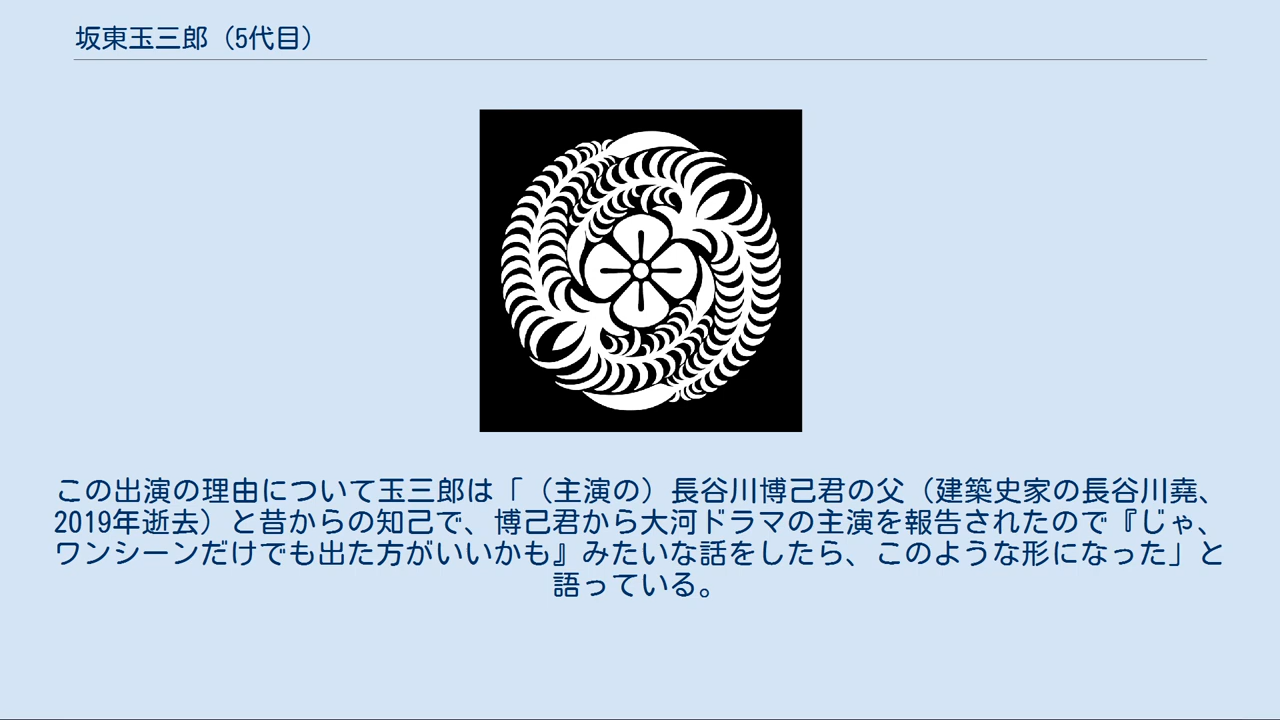 坂東玉三郎（5代目）
この出演の理由について玉三郎は「（主演の）長谷川博己君の父（建築史家の長谷川堯、
2019年逝去）と昔からの知己で、博己君から大河ドラマの主演を報告されたので『じゃ、
ワンシーンだけでも出た方がいいかも』みたいな話をしたら、このような形になった」と
語っている。